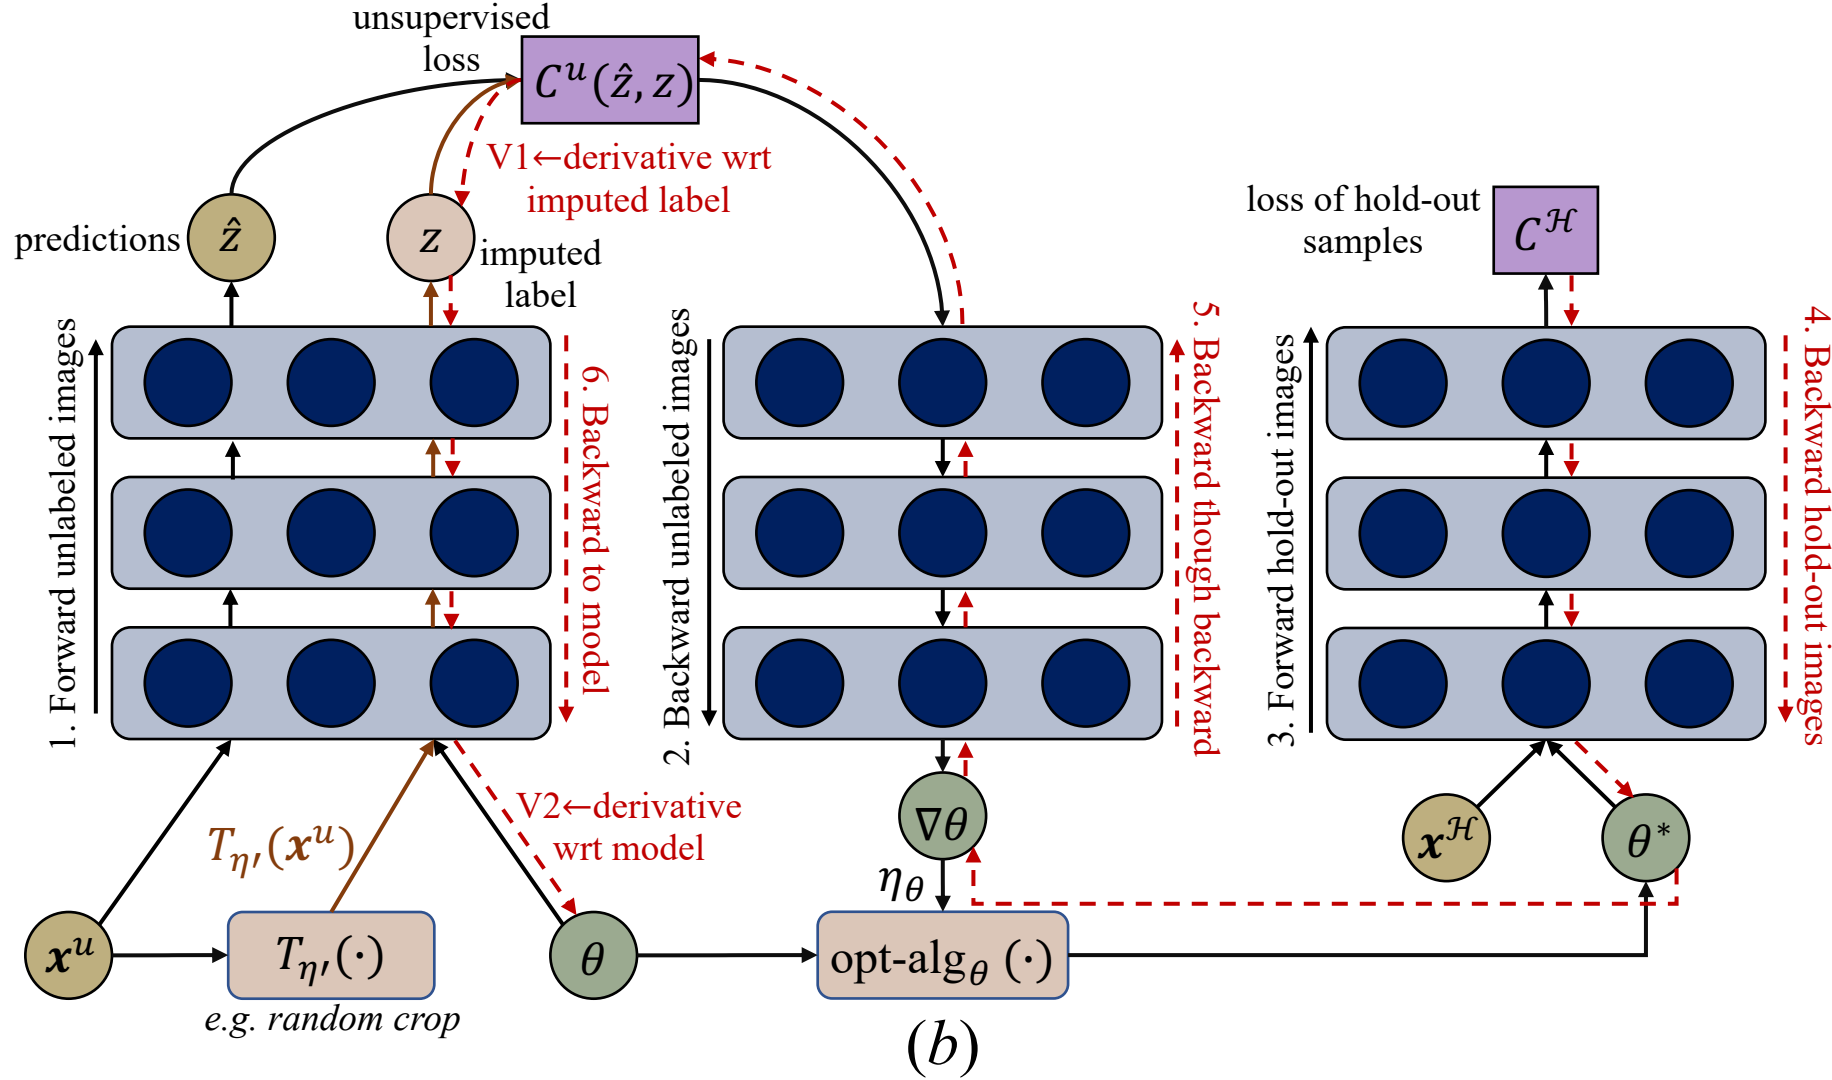 unsupervised
loss
C^u(ẑ, z)
V1←derivative wrt
imputed label
predictions
ẑ
z
imputed
label
loss of hold-out
samples
C^ℋ
1. Forward unlabeled images
6. Backward to model
2. Backward unlabeled images
5. Backward though backward
3. Forward hold-out images
4. Backward hold-out images
V2←derivative
wrt model
T_η′(x^u)
∇θ
η_θ
x^ℋ
θ*
x^u
T_η′(·)
θ
opt-alg_θ (·)
e.g. random crop
(b)